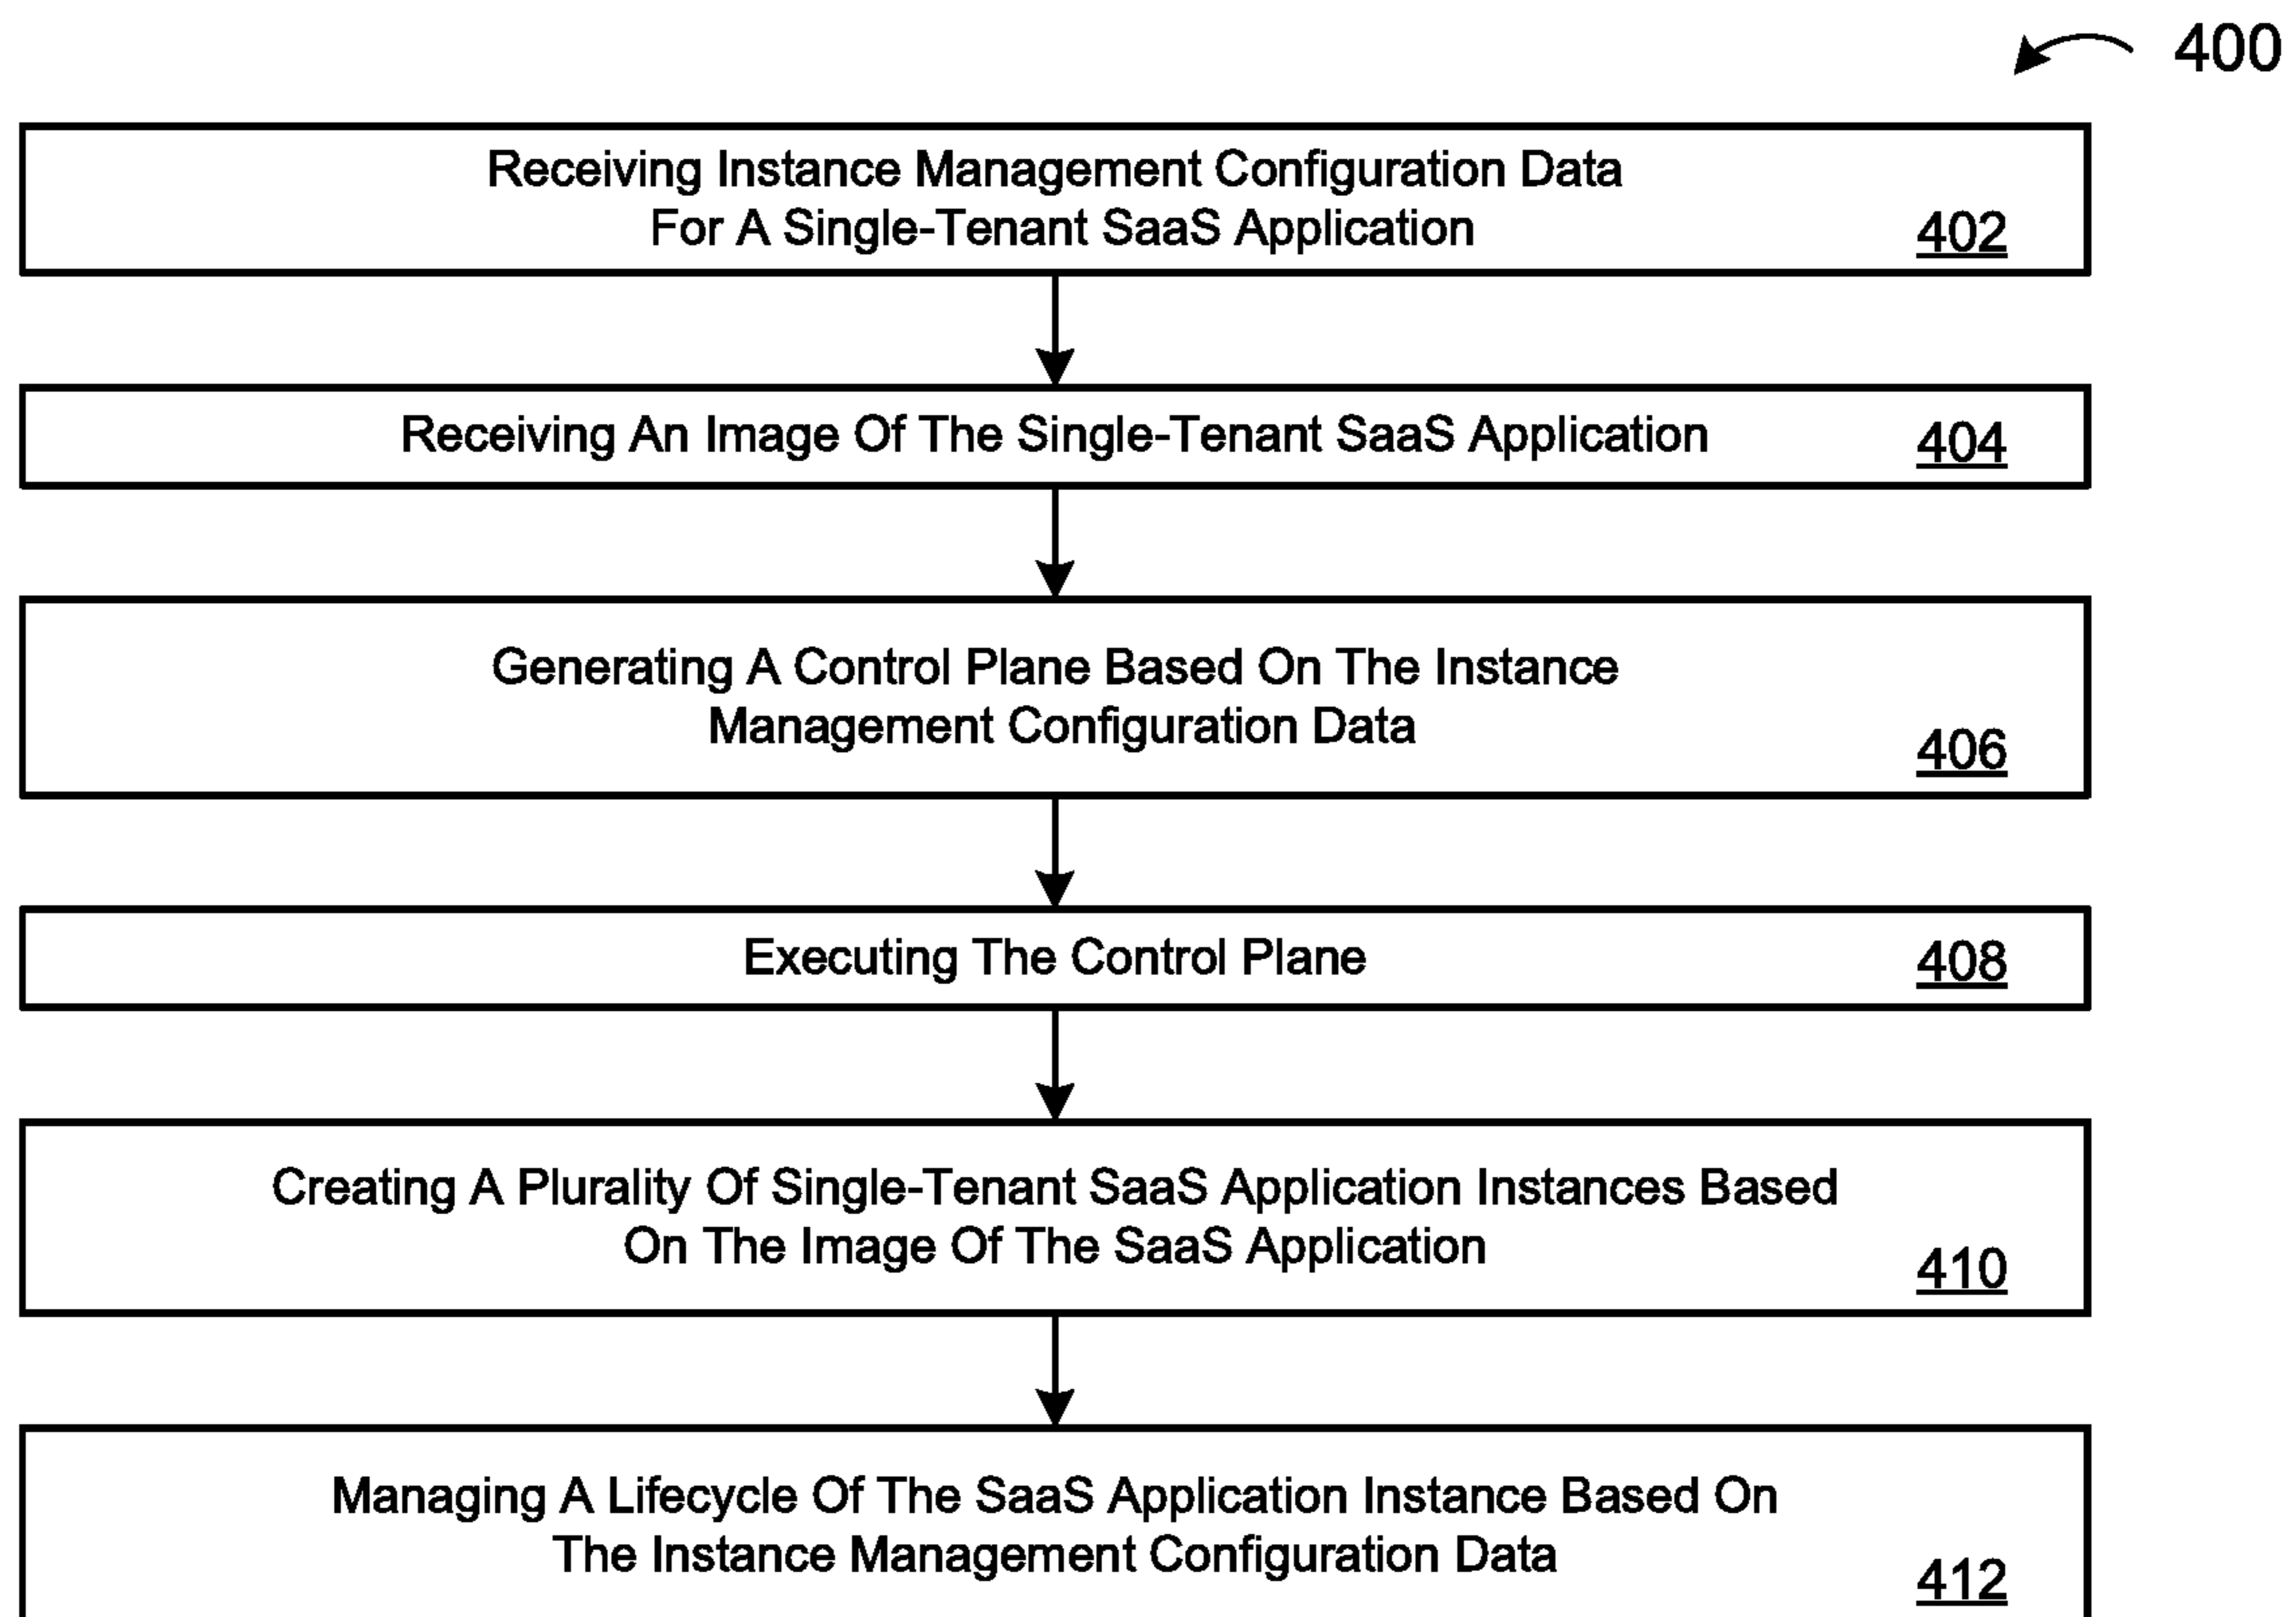 400
Receiving Instance Management Configuration Data
For A Single-Tenant SaaS Application
402
Receiving An Image Of The Single-Tenant SaaS Application
404
Generating A Control Plane Based On The Instance
Management Configuration Data
406
Executing The Control Plane
408
Creating A Plurality Of Single-Tenant SaaS Application Instances Based
On The Image Of The SaaS Application
410
Managing A Lifecycle Of The SaaS Application Instance Based On
The Instance Management Configuration Data
412